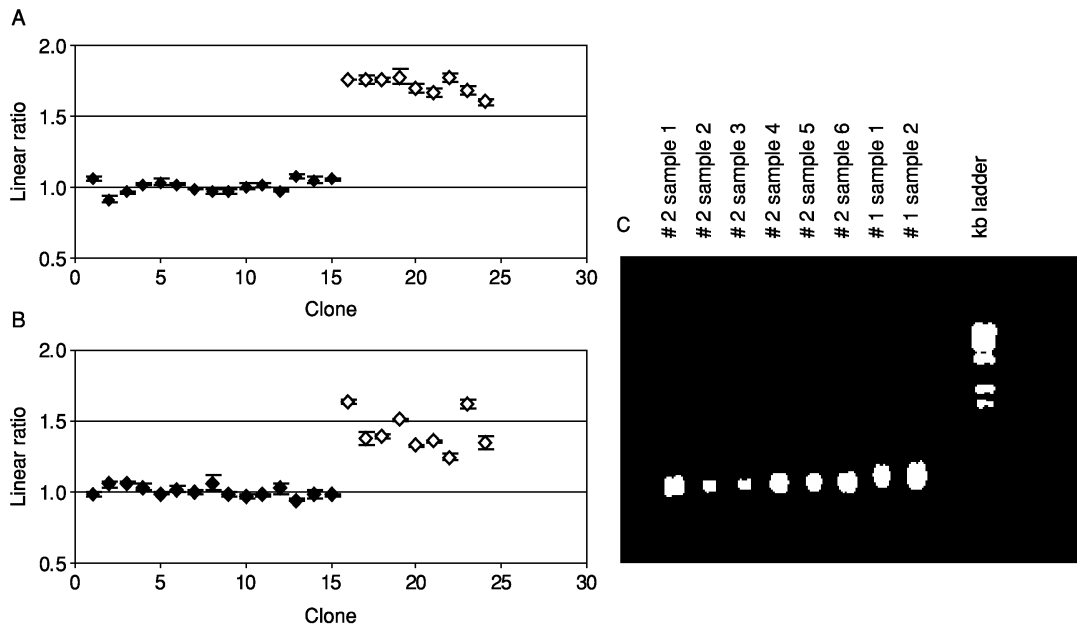 A
2.0
1.5
1.0
0.5
0 5 10 15 20 25 30
Linear ratio
Clone
B
2.0
1.5
1.0
0.5
0 5 10 15 20 25 30
Linear ratio
Clone
C
# 2 sample 1
# 2 sample 2
# 2 sample 3
# 2 sample 4
# 2 sample 5
# 2 sample 6
# 1 sample 1
# 1 sample 2
kb ladder